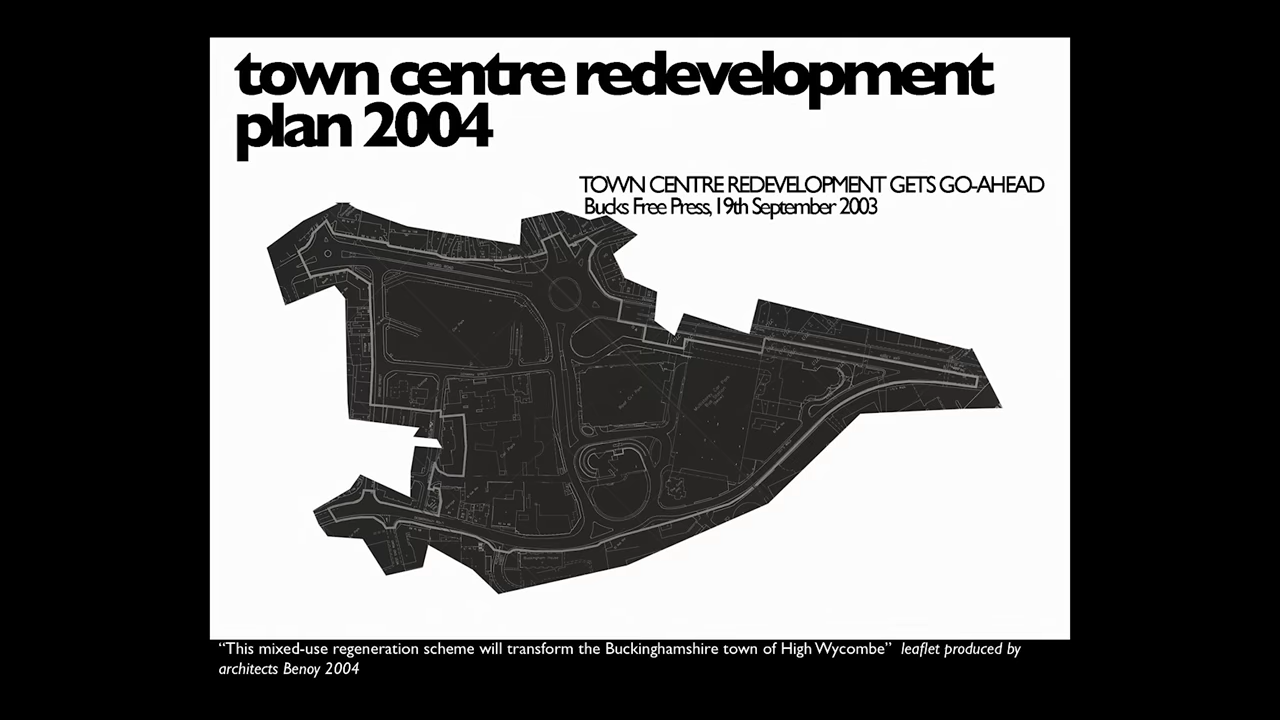 town centre redevelopment
plan 2004
TOWN CENTRE REDEVELOPMENT GETS GO-AHEAD
Bucks Free Press, 19th September 2003
“This mixed-use regeneration scheme will transform the Buckinghamshire town of High Wycombe” leaflet produced by
architects Benoy 2004